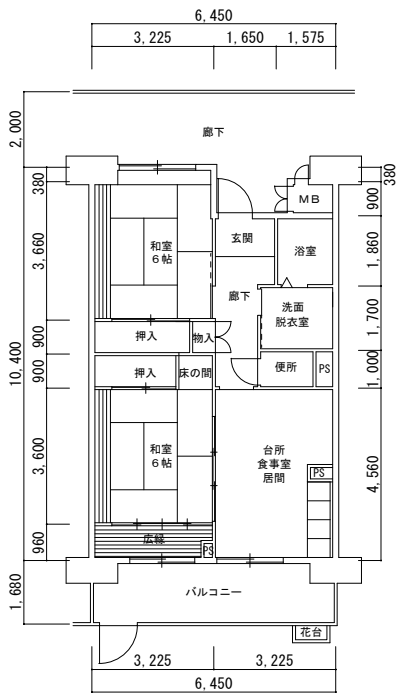 6,450
3,225 1,650 1,575
2,000
廊下
380
380
MB
900
玄関
浴室
和室
6帖
3,660
1,860
廊下
洗面
脱衣室
1,700
900
押入
物入
10,400
900
押入
床の間
便所
PS
1,000
和室
6帖
3,600
台所
食事室
居間
PS
4,560
960
広縁
PS
1,680
バルコニー
花台
3,225 3,225
6,450